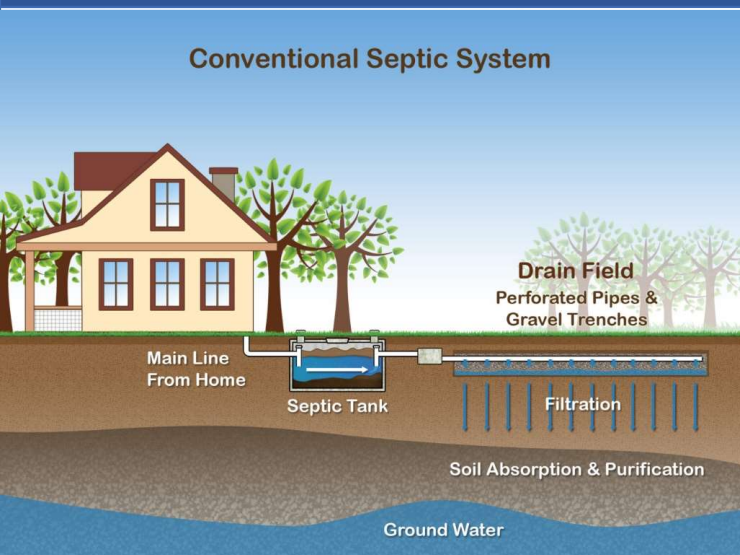 Conventional Septic System
Drain Field
Perforated Pipes &
Gravel Trenches
Main Line
From Home
Septic Tank
Filtration
Soil Absorption & Purification
Ground Water